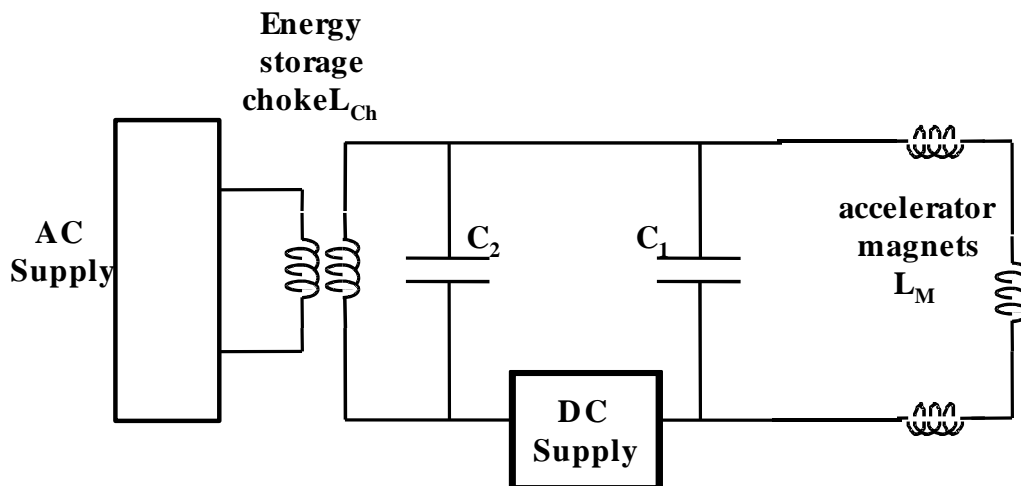 Energy
storage
chokeL_Ch
AC
Supply
C_2
C_1
accelerator
magnets
L_M
DC
Supply